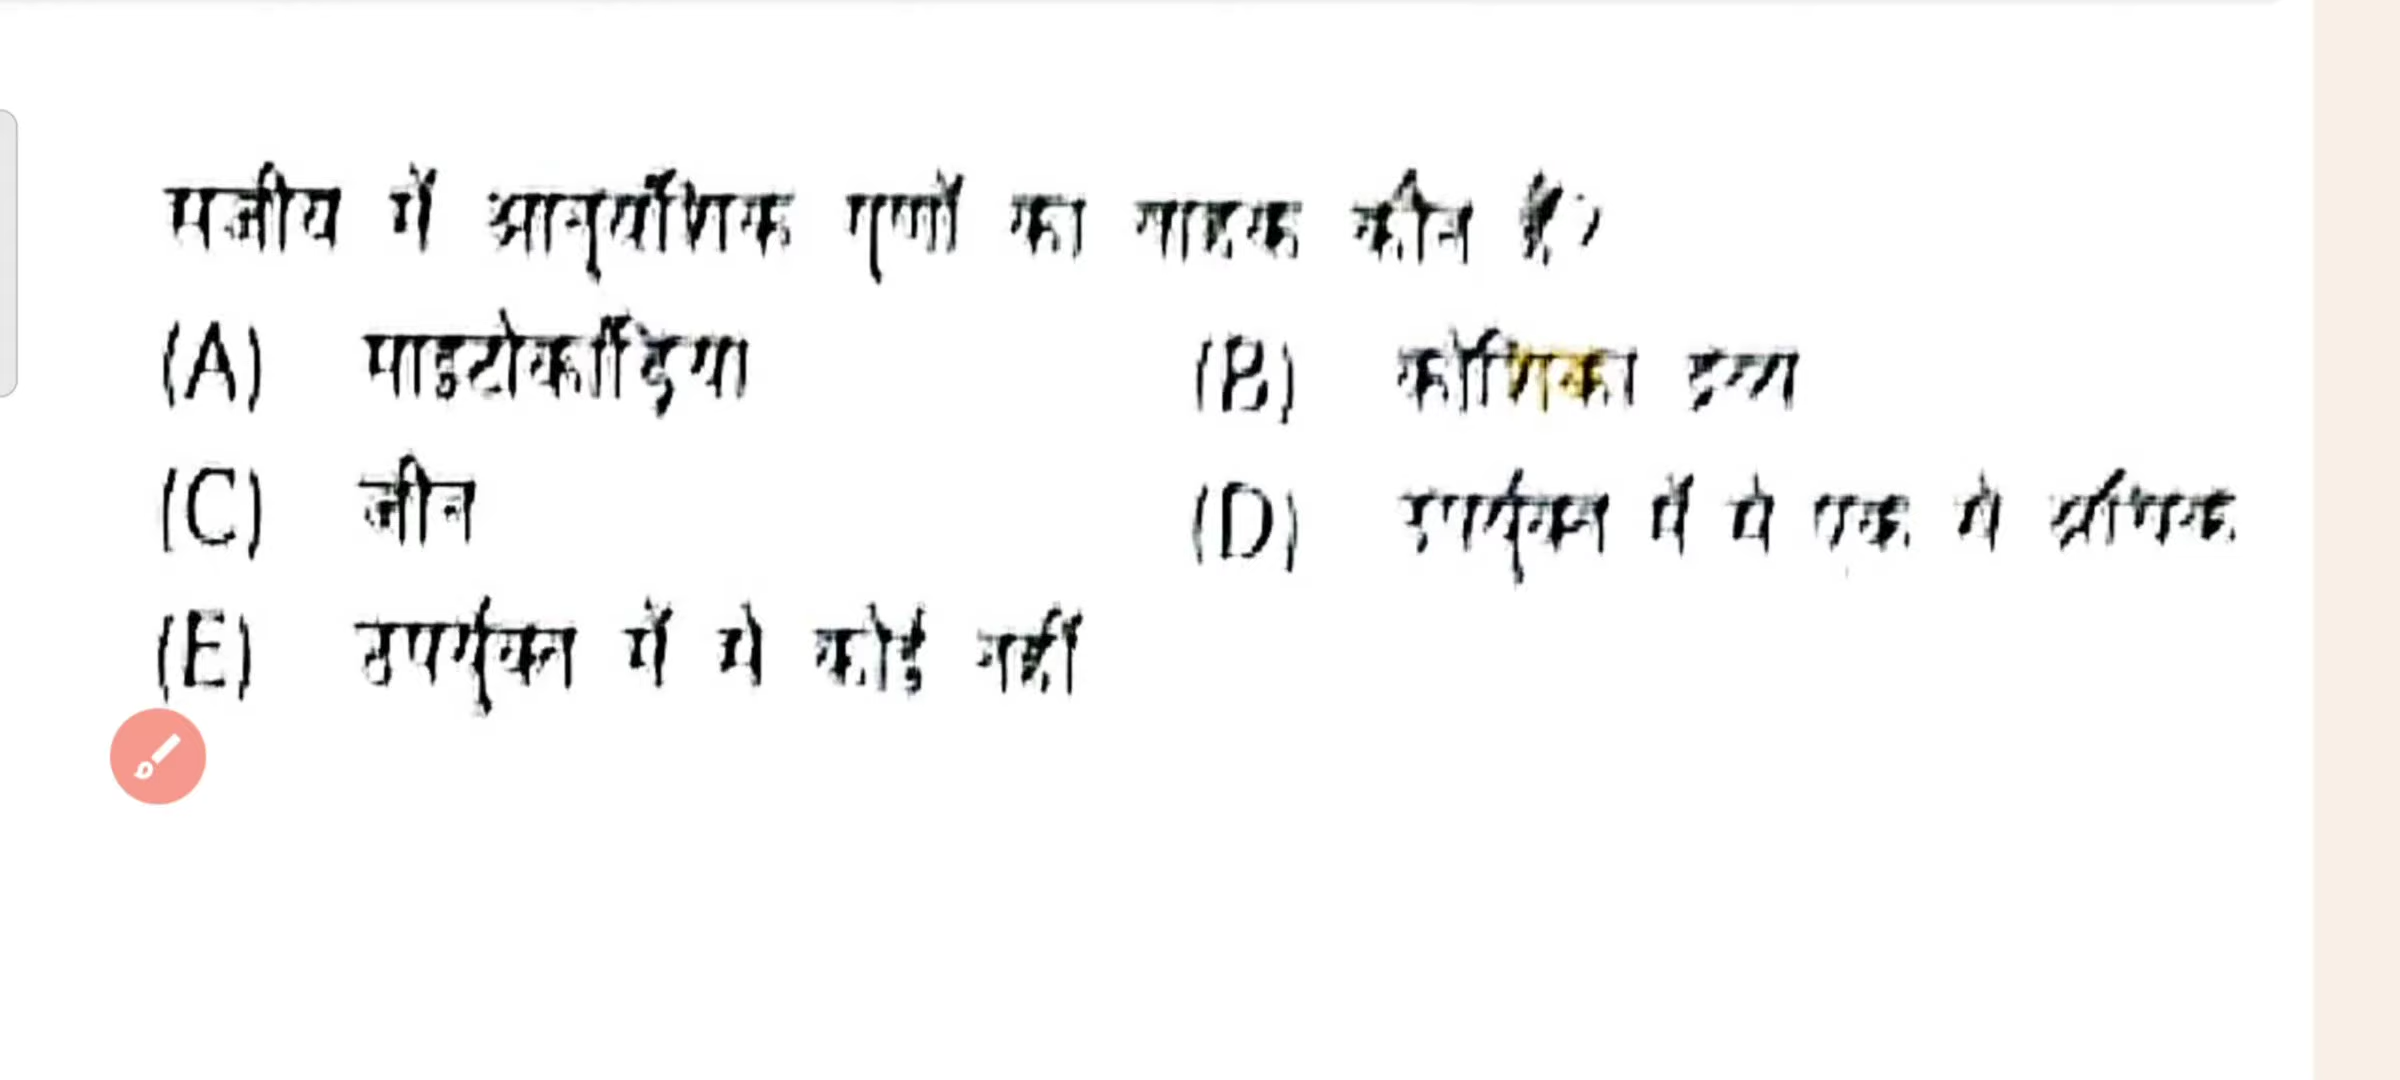 सजीव में आनुवंशिक गुणों का वाहक कौन है?
(A) माइटोकॉंड्रिया (B) कोशिका द्रव्य
(C) जीन (D) उपर्युक्त में से एक से अधिक
(E) उपर्युक्त में से कोई नहीं